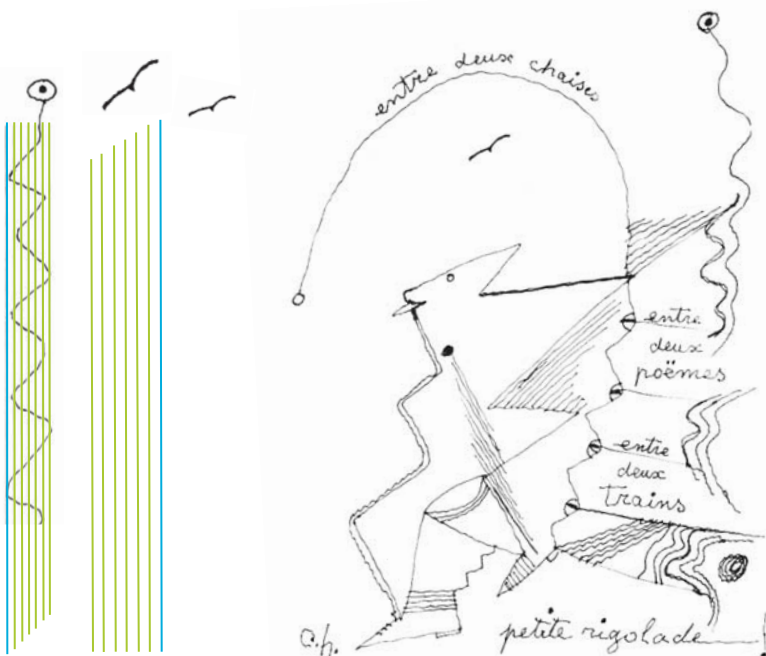 entre deux chaises
entre
deux
poëmes
entre
deux
trains
petite rigolade
a.h.